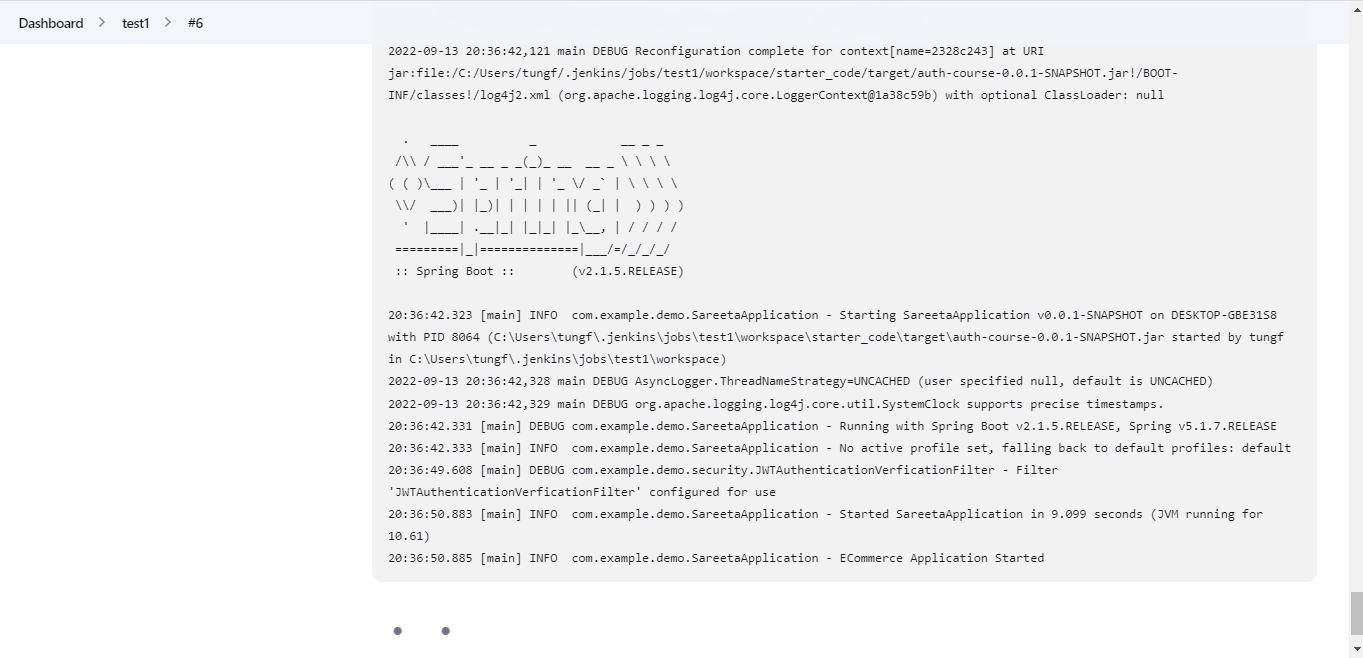 Dashboard > test1 > #6
2022-09-13 20:36:42,121 main DEBUG Reconfiguration complete for context[name=2328c243] at URI
jar:file:/C:/Users/tungf/.jenkins/jobs/test1/workspace/starter_code/target/auth-course-0.0.1-SNAPSHOT.jar!/BOOT-
INF/classes!/log4j2.xml (org.apache.logging.log4j.core.LoggerContext@1a38c59b) with optional ClassLoader: null
  .   ____          _            __ _ _
 /\\ / ___'_ __ _ _(_)_ __  __ _ \ \ \ \
( ( )\___ | '_ | '_| | '_ \/ _` | \ \ \ \
 \\/  ___)| |_)| | | | | || (_| |  ) ) ) )
  '  |____| .__|_| |_|_| |_\__, | / / / /
 =========|_|==============|___/=/_/_/_/
 :: Spring Boot ::        (v2.1.5.RELEASE)
20:36:42.323 [main] INFO  com.example.demo.SareetaApplication - Starting SareetaApplication v0.0.1-SNAPSHOT on DESKTOP-GBE31S8
with PID 8064 (C:\Users\tungf\.jenkins\jobs\test1\workspace\starter_code\target\auth-course-0.0.1-SNAPSHOT.jar started by tungf
in C:\Users\tungf\.jenkins\jobs\test1\workspace)
2022-09-13 20:36:42,328 main DEBUG AsyncLogger.ThreadNameStrategy=UNCACHED (user specified null, default is UNCACHED)
2022-09-13 20:36:42,329 main DEBUG org.apache.logging.log4j.core.util.SystemClock supports precise timestamps.
20:36:42.331 [main] DEBUG com.example.demo.SareetaApplication - Running with Spring Boot v2.1.5.RELEASE, Spring v5.1.7.RELEASE
20:36:42.333 [main] INFO  com.example.demo.SareetaApplication - No active profile set, falling back to default profiles: default
20:36:49.608 [main] DEBUG com.example.demo.security.JWTAuthenticationVerficationFilter - Filter
'JWTAuthenticationVerficationFilter' configured for use
20:36:50.883 [main] INFO  com.example.demo.SareetaApplication - Started SareetaApplication in 9.099 seconds (JVM running for
10.61)
20:36:50.885 [main] INFO  com.example.demo.SareetaApplication - ECommerce Application Started